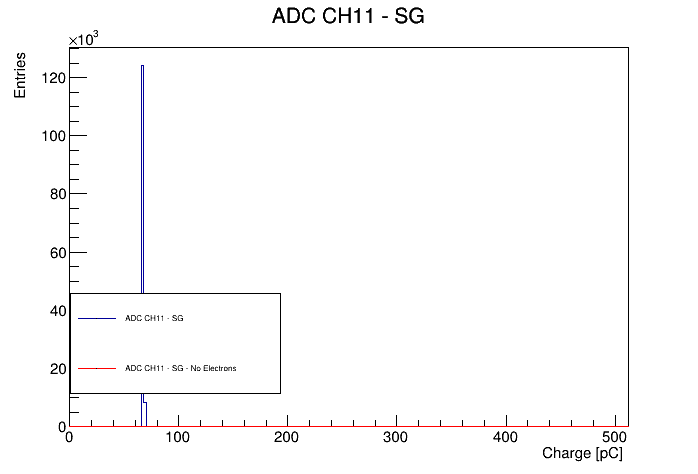 ADC CH11 - SG
×10³
Entries
120
100
80
60
40
20
0
ADC CH11 - SG
ADC CH11 - SG - No Electrons
0 100 200 300 400 500
Charge [pC]